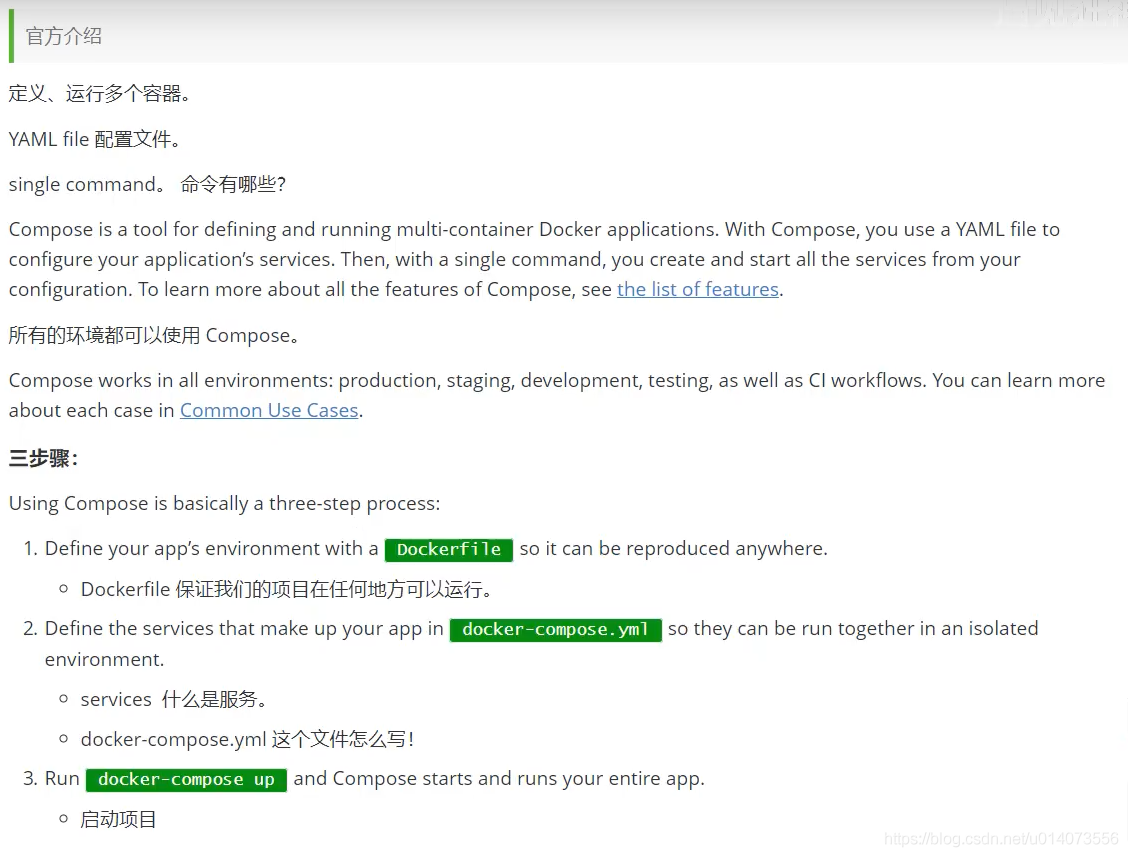 官方介绍
定义、运行多个容器。
YAML file 配置文件。
single command。 命令有哪些?
Compose is a tool for defining and running multi-container Docker applications. With Compose, you use a YAML file to
configure your application’s services. Then, with a single command, you create and start all the services from your
configuration. To learn more about all the features of Compose, see the list of features.
所有的环境都可以使用 Compose。
Compose works in all environments: production, staging, development, testing, as well as CI workflows. You can learn more
about each case in Common Use Cases.
三步骤：
Using Compose is basically a three-step process:
1. Define your app’s environment with a Dockerfile so it can be reproduced anywhere.
○ Dockerfile 保证我们的项目在任何地方可以运行。
2. Define the services that make up your app in docker-compose.yml so they can be run together in an isolated
environment.
○ services 什么是服务。
○ docker-compose.yml 这个文件怎么写！
3. Run docker-compose up and Compose starts and runs your entire app.
○ 启动项目
https://blog.csdn.net/u014073556